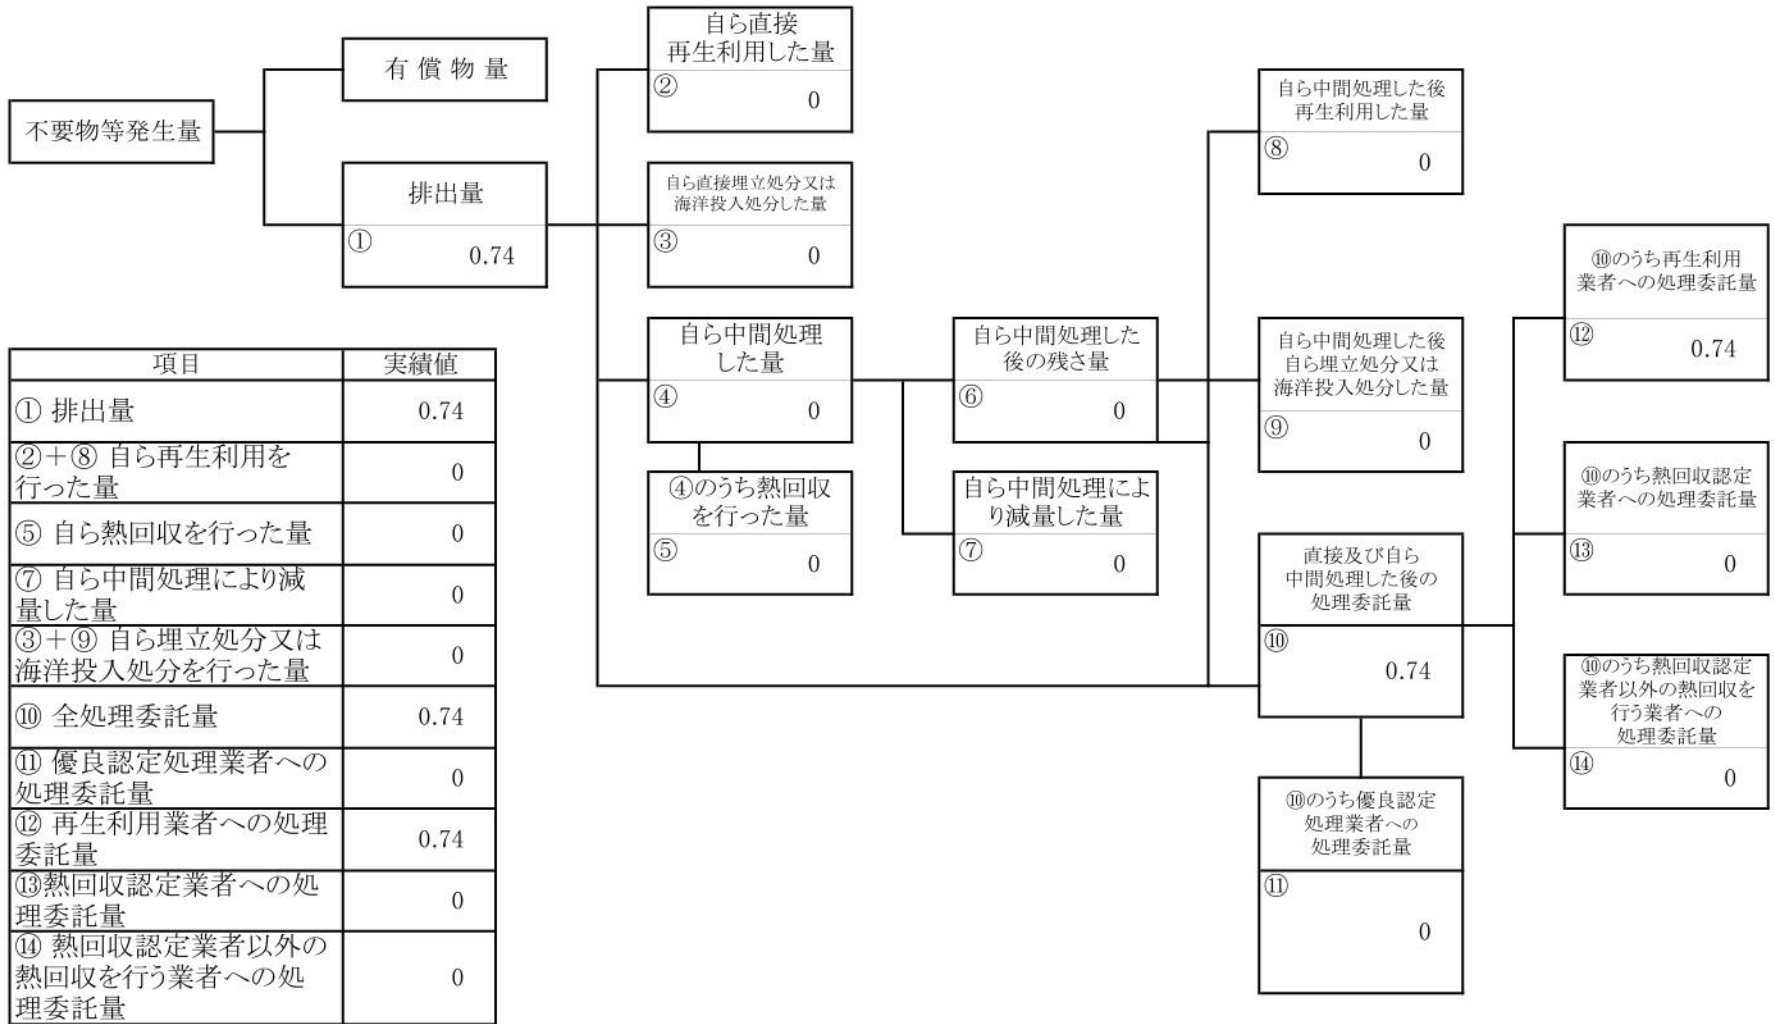 不要物等発生量
有償物量
排出量
①
0.74
自ら直接
再生利用した量
②
0
自ら直接埋立処分又は
海洋投入処分した量
③
0
自ら中間処理
した量
④
0
④のうち熱回収
を行った量
⑤
0
自ら中間処理した
後の残さ量
⑥
0
自ら中間処理によ
り減量した量
⑦
0
自ら中間処理した後
再生利用した量
⑧
0
自ら中間処理した後
自ら埋立処分又は
海洋投入処分した量
⑨
0
直接及び自ら
中間処理した後の
処理委託量
⑩
0.74
⑩のうち優良認定
処理業者への
処理委託量
⑪
0
⑩のうち再生利用
業者への処理委託量
⑫
0.74
⑩のうち熱回収認定
業者への処理委託量
⑬
0
⑩のうち熱回収認定
業者以外の熱回収を
行う業者への
処理委託量
⑭
0
項目 実績値
① 排出量 0.74
②+⑧ 自ら再生利用を
行った量 0
⑤ 自ら熱回収を行った量 0
⑦ 自ら中間処理により減
量した量 0
③+⑨ 自ら埋立処分又は
海洋投入処分を行った量 0
⑩ 全処理委託量 0.74
⑪ 優良認定処理業者への
処理委託量 0
⑫ 再生利用業者への処理
委託量 0.74
⑬熱回収認定業者への処
理委託量 0
⑭ 熱回収認定業者以外の
熱回収を行う業者への処
理委託量 0